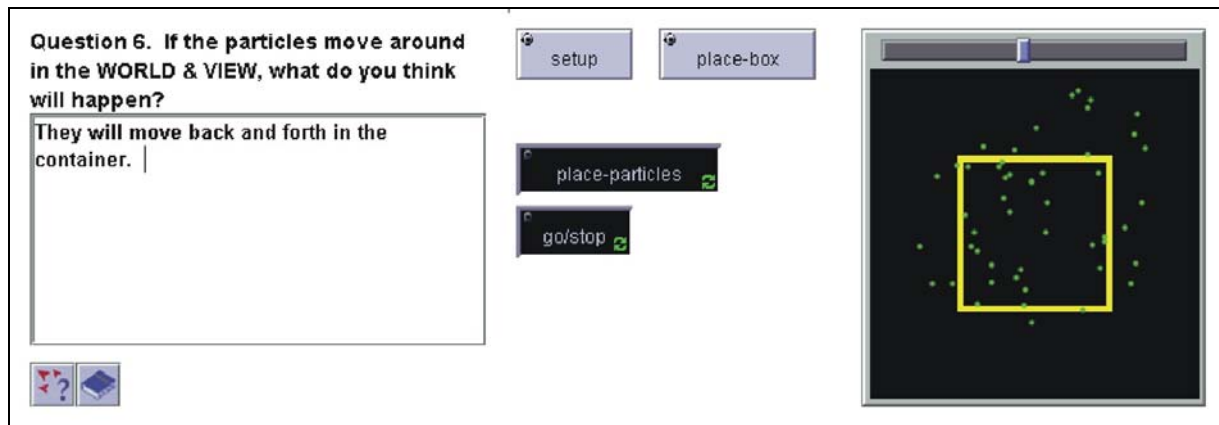 Question 6. If the particles move around
in the WORLD & VIEW, what do you think
will happen?
They will move back and forth in the
container.
setup
place-box
place-particles
go/stop
?